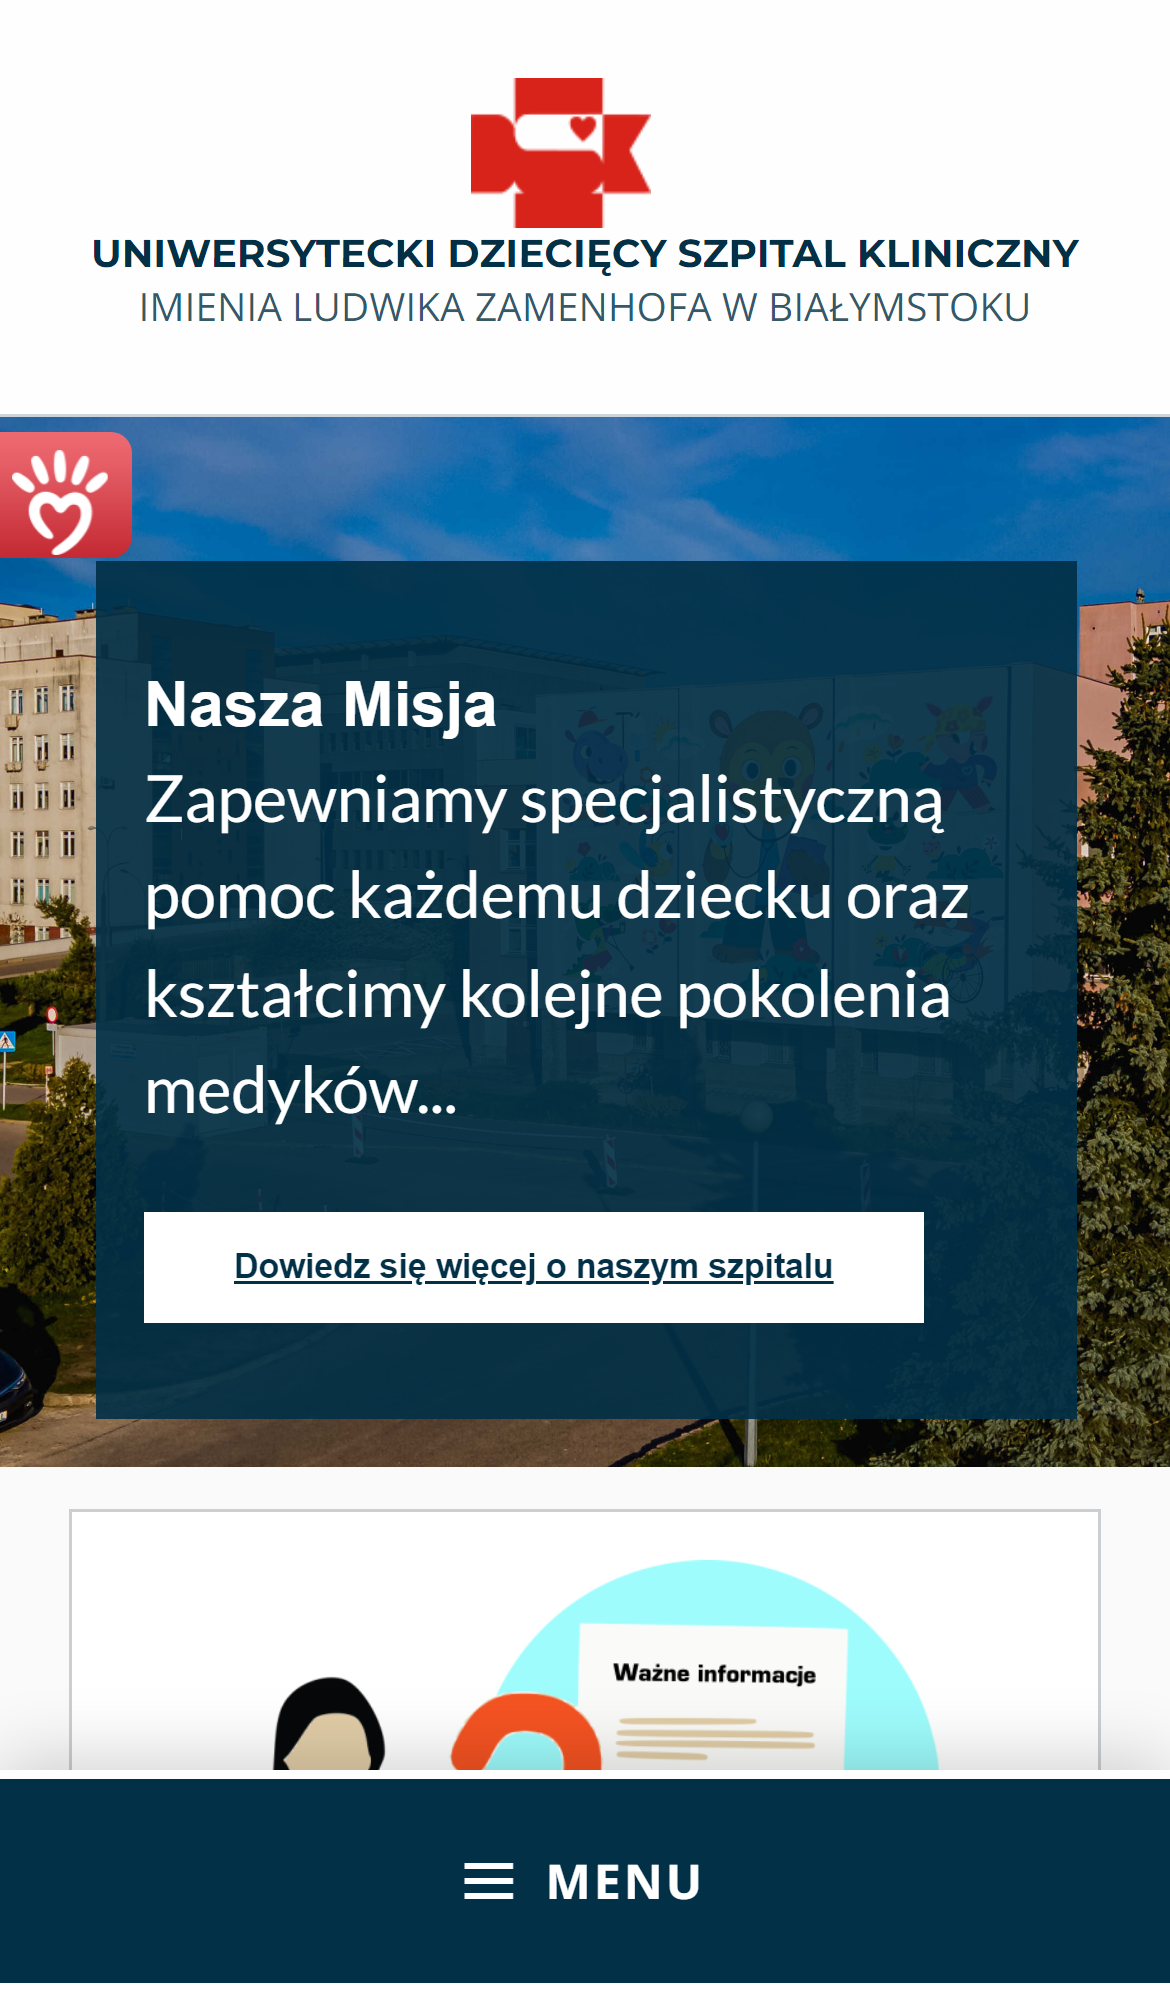 UNIWERSYTECKI DZIECIĘCY SZPITAL KLINICZNY
IMIENIA LUDWIKA ZAMENHOFA W BIAŁYMSTOKU
Nasza Misja
Zapewniamy specjalistyczną
pomoc każdemu dziecku oraz
kształcimy kolejne pokolenia
medyków...
Dowiedz się więcej o naszym szpitalu
Ważne informacje
MENU